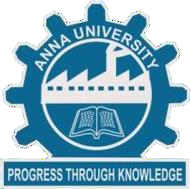 ANNA UNIVERSITY
PROGRESS THROUGH KNOWLEDGE